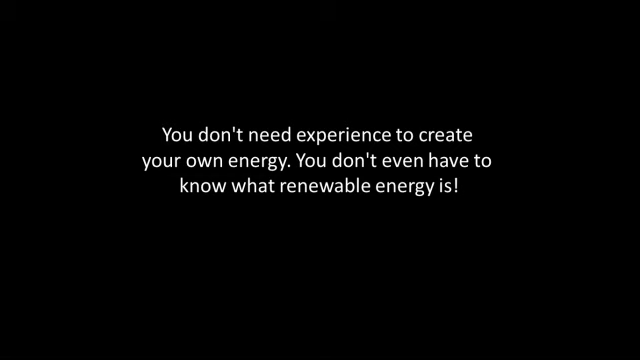 You don't need experience to create
your own energy. You don't even have to
know what renewable energy is!